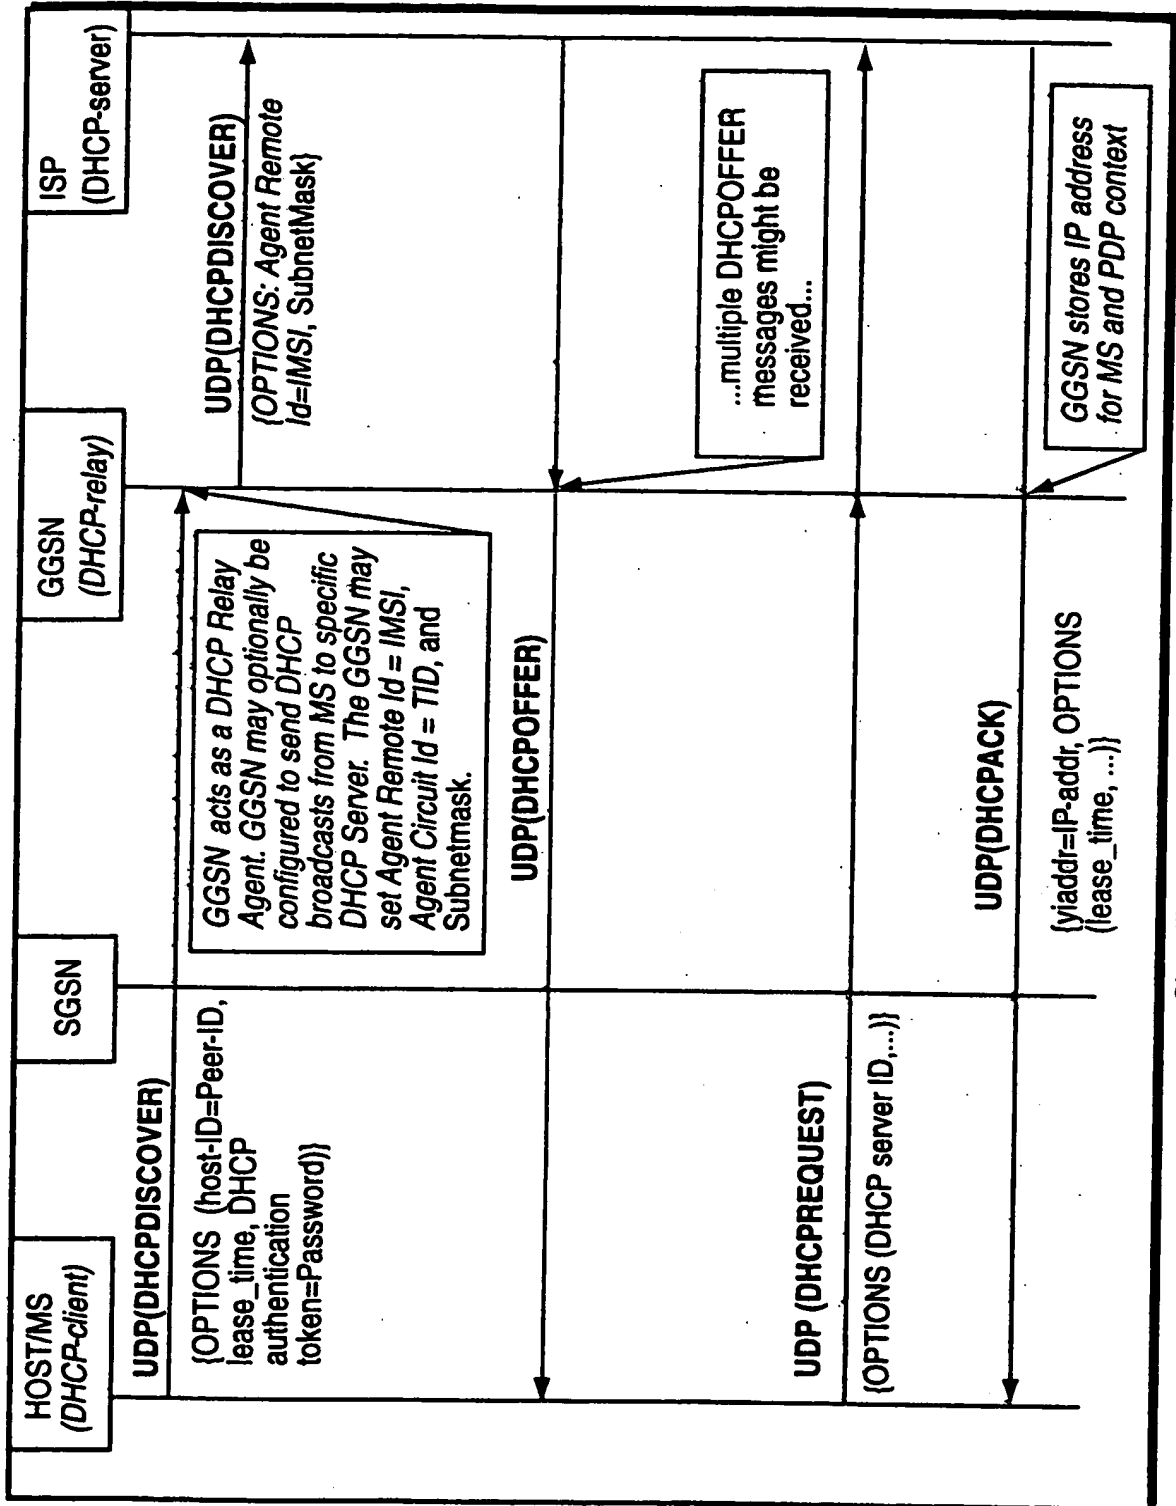 HOST/MS
(DHCP-client)
SGSN
GGSN
(DHCP-relay)
ISP
(DHCP-server)
UDP(DHCPDISCOVER)
{OPTIONS (host-ID=Peer-ID,
lease_time, DHCP
authentication
token=Password)}
GGSN acts as a DHCP Relay
Agent. GGSN may optionally be
configured to send DHCP
broadcasts from MS to specific
DHCP Server. The GGSN may
set Agent Remote Id = IMSI,
Agent Circuit Id = TID, and
Subnetmask.
UDP(DHCPDISCOVER)
{OPTIONS: Agent Remote
Id=IMSI, SubnetMask}
UDP(DHCPOFFER)
...multiple DHCPOFFER
messages might be
received...
UDP (DHCPREQUEST)
{OPTIONS (DHCP server ID,...)}
UDP(DHCPACK)
{yiaddr=IP-addr, OPTIONS
(lease_time, ...)}
GGSN stores IP address
for MS and PDP context